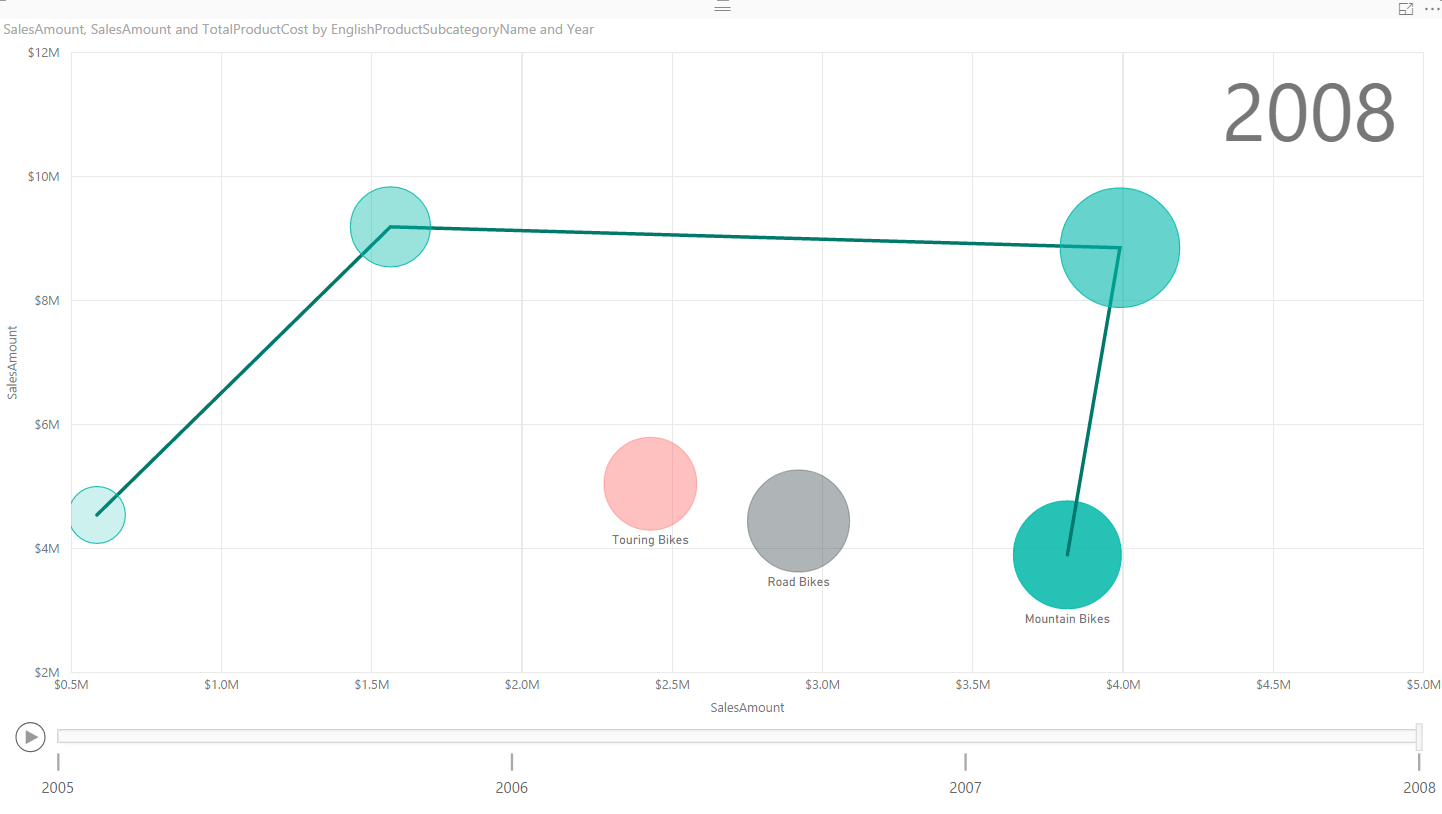 SalesAmount, SalesAmount and TotalProductCost by EnglishProductSubcategoryName and Year
2008
$12M
$10M
$8M
$6M
$4M
$2M
SalesAmount
Touring Bikes
Road Bikes
Mountain Bikes
$0.5M $1.0M $1.5M $2.0M $2.5M $3.0M $3.5M $4.0M $4.5M $5.0M
SalesAmount
2005 2006 2007 2008